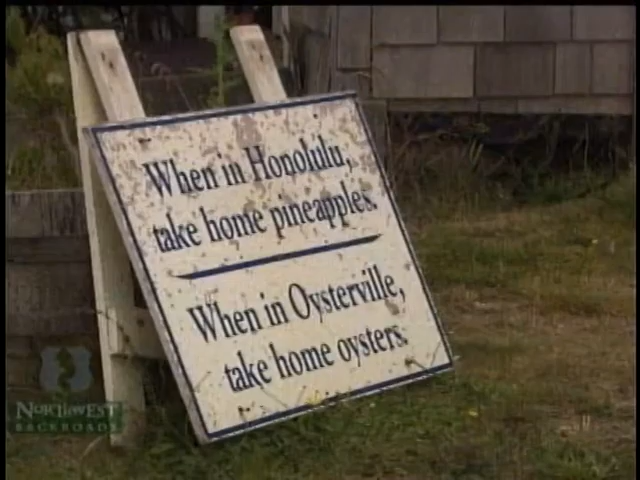 When in Honolulu,
take home pineapples.
When in Oysterville,
take home oysters.
NORTHWEST
BACKROADS